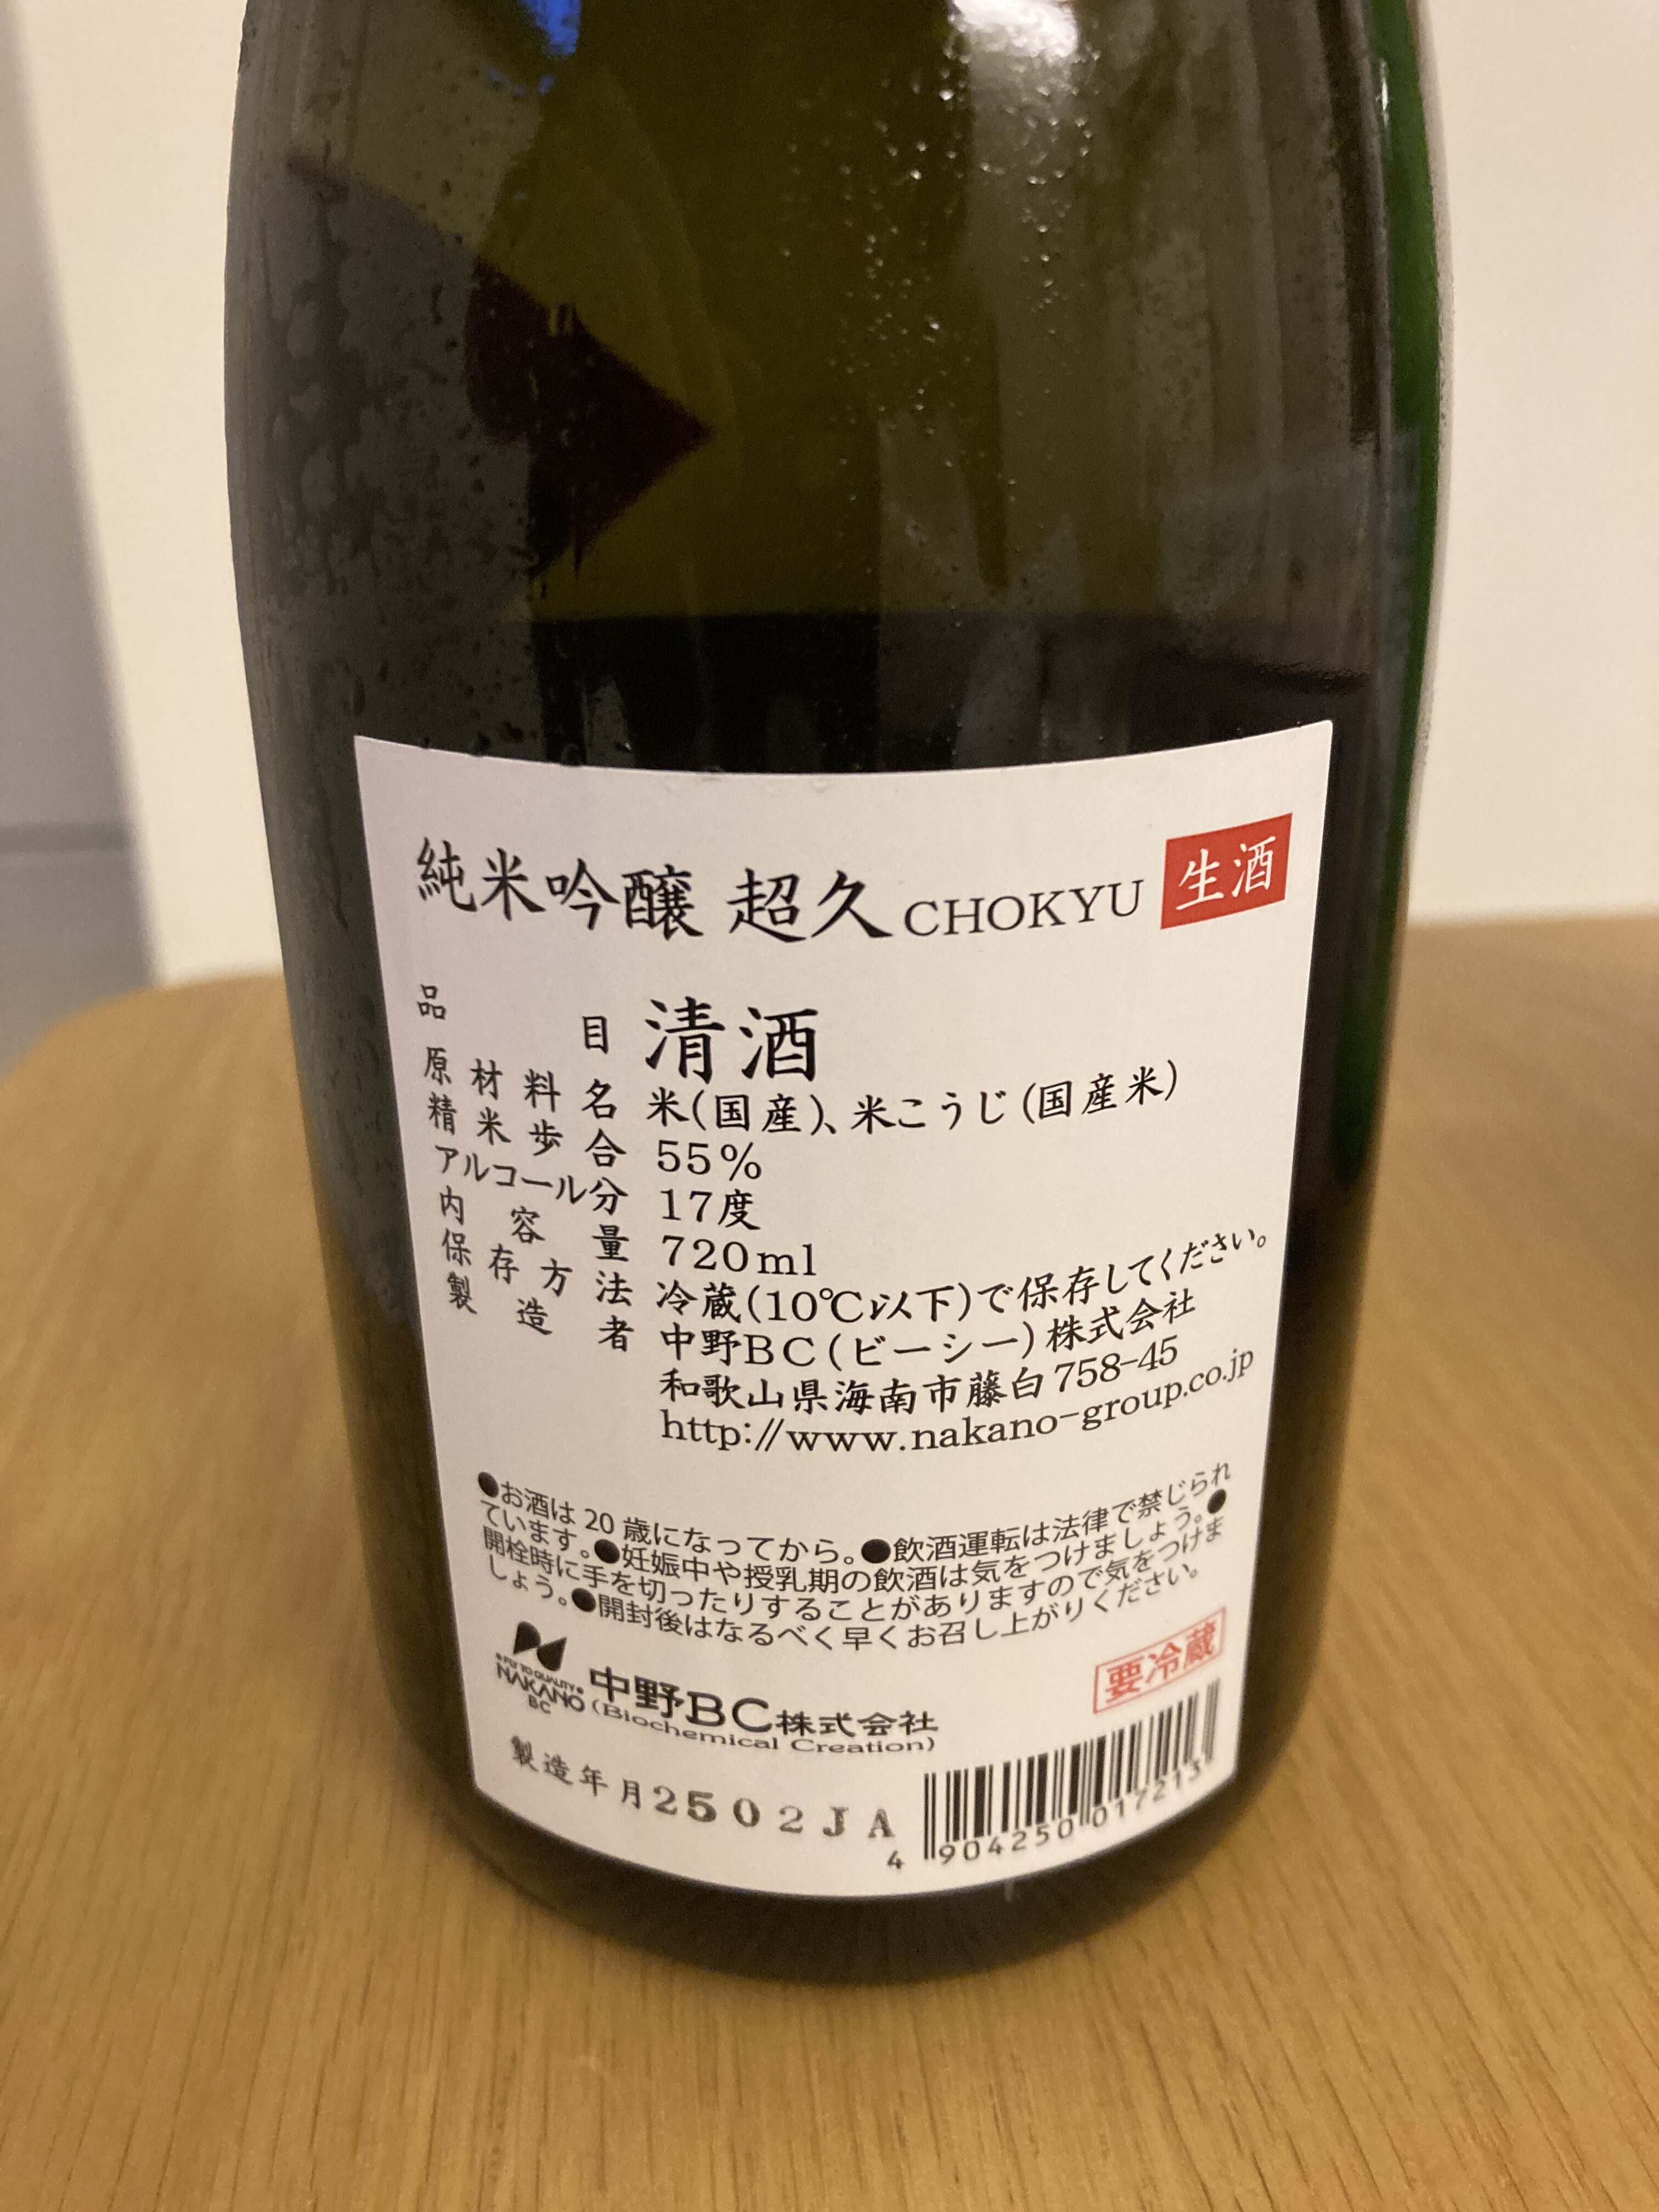 純米吟醸 超久 CHOKYU 生酒
品目 清酒
原材料名 米(国産)、米こうじ(国産米)
精米歩合 55%
アルコール分 17度
内容量 720ml
保存方法 冷蔵(10℃以下)で保存してください。
製造者 中野BC(ビーシー)株式会社
和歌山県海南市藤白758-45
http://www.nakano-group.co.jp
●お酒は20歳になってから。●飲酒運転は法律で禁じられ
ています。●妊娠中や授乳期の飲酒は気をつけましょう。●
開栓時に手を切ったりすることがありますので気をつけま
しょう。●開封後はなるべく早くお召し上がりください。
要冷蔵
FLY TO QUALITY
NAKANO
BC
中野BC株式会社
(Biochemical Creation)
製造年月 2502JA
4 904250 017213